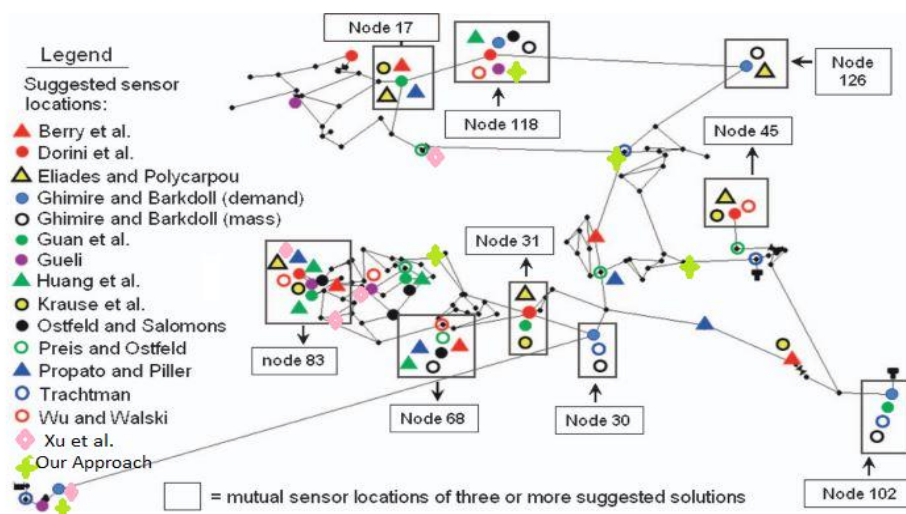 Node 17
Legend
Suggested sensor
locations:
Berry et al.
Dorini et al.
Eliades and Polycarpou
Ghimire and Barkdoll (demand)
Ghimire and Barkdoll (mass)
Guan et al.
Gueli
Huang et al.
Krause et al.
Ostfeld and Salomons
Preis and Ostfeld
Propato and Piller
Trachtman
Wu and Walski
Xu et al.
Our Approach
Node 118
Node
126
Node 45
Node 31
node 83
Node 68
Node 30
Node 102
= mutual sensor locations of three or more suggested solutions